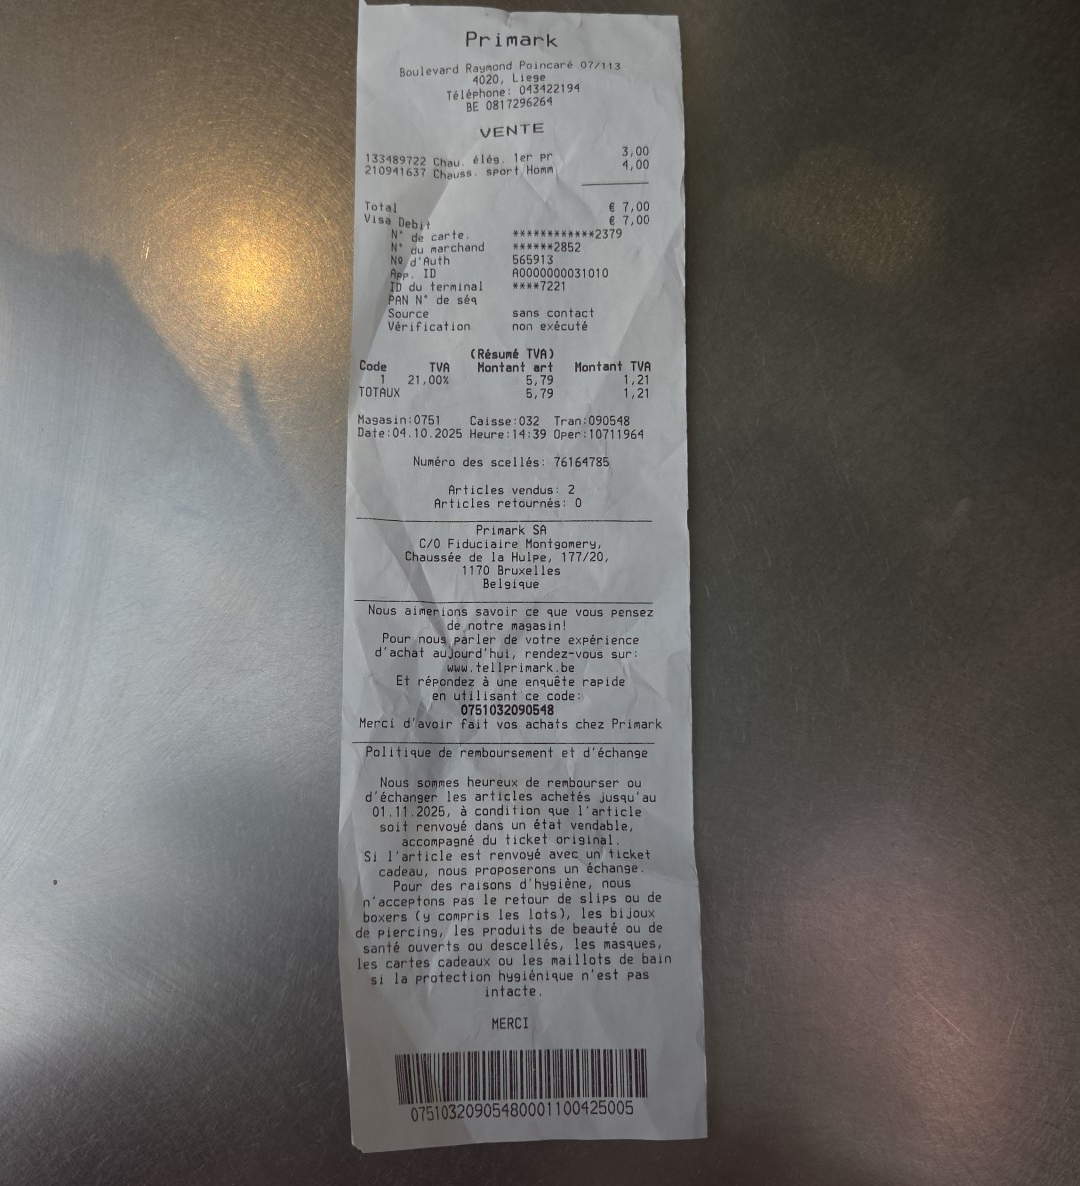 Primark
Boulevard Raymond Poincaré 07/113
4020, Liege
Téléphone: 043422194
BE 0817296264
VENTE
133489722 Chau. élég. 1er pr 3,00
210941637 Chauss. sport Homm 4,00
Total € 7,00
Visa Debit € 7,00
N° de carte. ************2379
N° du marchand ******2852
Nº d'Auth 565913
App. ID A0000000031010
ID du terminal ****7221
PAN N° de séq
Source sans contact
Vérification non exécuté
(Résumé TVA)
Code TVA Montant art Montant TVA
1 21,00% 5,79 1,21
TOTAUX 5,79 1,21
Magasin:0751 Caisse:032 Tran:090548
Date:04.10.2025 Heure:14:39 Oper:10711964
Numéro des scellés: 76164785
Articles vendus: 2
Articles retournés: 0
Primark SA
C/O Fiduciaire Montgomery,
Chaussée de la Hulpe, 177/20,
1170 Bruxelles
Belgique
Nous aimerions savoir ce que vous pensez
de notre magasin!
Pour nous parler de votre expérience
d'achat aujourd'hui, rendez-vous sur:
www.tellprimark.be
Et répondez à une enquête rapide
en utilisant ce code:
0751032090548
Merci d'avoir fait vos achats chez Primark
Politique de remboursement et d'échange
Nous sommes heureux de rembourser ou
d'échanger les articles achetés jusqu'au
01.11.2025, à condition que l'article
soit renvoyé dans un état vendable,
accompagné du ticket original.
Si l'article est renvoyé avec un ticket
cadeau, nous proposerons un échange.
Pour des raisons d'hygiène, nous
n'acceptons pas le retour de slips ou de
boxers (y compris les lots), les bijoux
de piercing, les produits de beauté ou de
santé ouverts ou descellés, les masques,
les cartes cadeaux ou les maillots de bain
si la protection hygiénique n'est pas
intacte.
MERCI
07510320905480001100425005